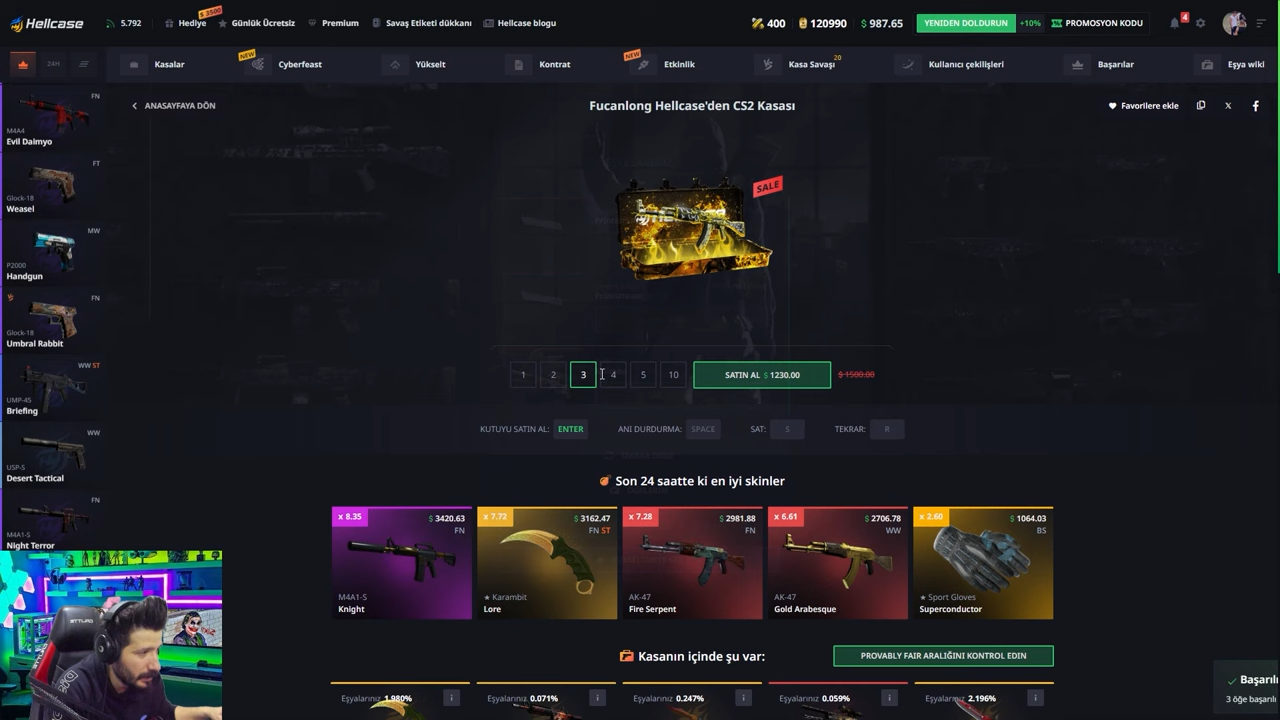 Hellcase
5.792
Hediye
$ 3500
Günlük Ücretsiz
Premium
Savaş Etiketi dükkanı
Hellcase blogu
400
120990
$ 987.65
YENİDEN DOLDURUN
+10%
PROMOSYON KODU
4
24H
Kasalar
NEW
Cyberfeast
Yükselt
Kontrat
NEW
Etkinlik
Kasa Savaşı
20
Kullanıcı çekilişleri
Başarılar
Eşya wiki
ANASAYFAYA DÖN
Fucanlong Hellcase'den CS2 Kasası
Favorilere ekle
FN
M4A4
Evil Daimyo
FT
Glock-18
Weasel
MW
P2000
Handgun
FN
Glock-18
Umbral Rabbit
WW ST
UMP-45
Briefing
WW
USP-S
Desert Tactical
FN
M4A1-S
Night Terror
SALE
1
2
3
4
5
10
SATIN AL $ 1230.00
$ 1500.00
KUTUYU SATIN AL: ENTER
ANI DURDURMA: SPACE
SAT: S
TEKRAR: R
Son 24 saatte ki en iyi skinler
x 8.35
$ 3420.63
FN
M4A1-S
Knight
x 7.72
$ 3162.47
FN ST
★ Karambit
Lore
x 7.28
$ 2981.88
FN
AK-47
Fire Serpent
x 6.61
$ 2706.78
WW
AK-47
Gold Arabesque
x 2.60
$ 1064.03
BS
★ Sport Gloves
Superconductor
Kasanın içinde şu var:
PROVABLY FAIR ARALIĞINI KONTROL EDIN
Eşyalarınız 1.980%
Eşyalarınız 0.071%
Eşyalarınız 0.247%
Eşyalarınız 0.059%
Eşyalarınız 2.196%
Başarılı
3 öğe başarılı